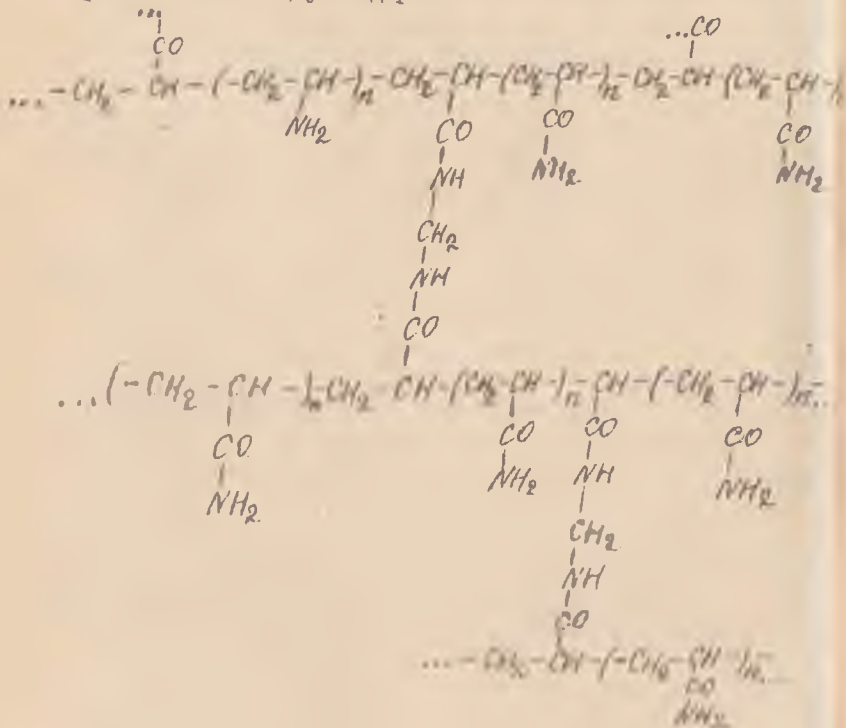 ...
CO
...CO
...-CH2-CH-(-CH2-CH-)n-CH2-CH-(CH2-CH-)n-CH2-CH-(CH2-CH-)
NH2 CO CO CO
NH NH2 NH2
CH2
NH
CO
...(-CH2-CH-)n-CH2-CH-(CH2-CH-)n-CH-(-CH2-CH-)n...
CO CO CO CO
NH2 NH2 NH NH2
CH2
NH
CO
...-CH2-CH-(-CH2-CH-)n...
CO
NH2